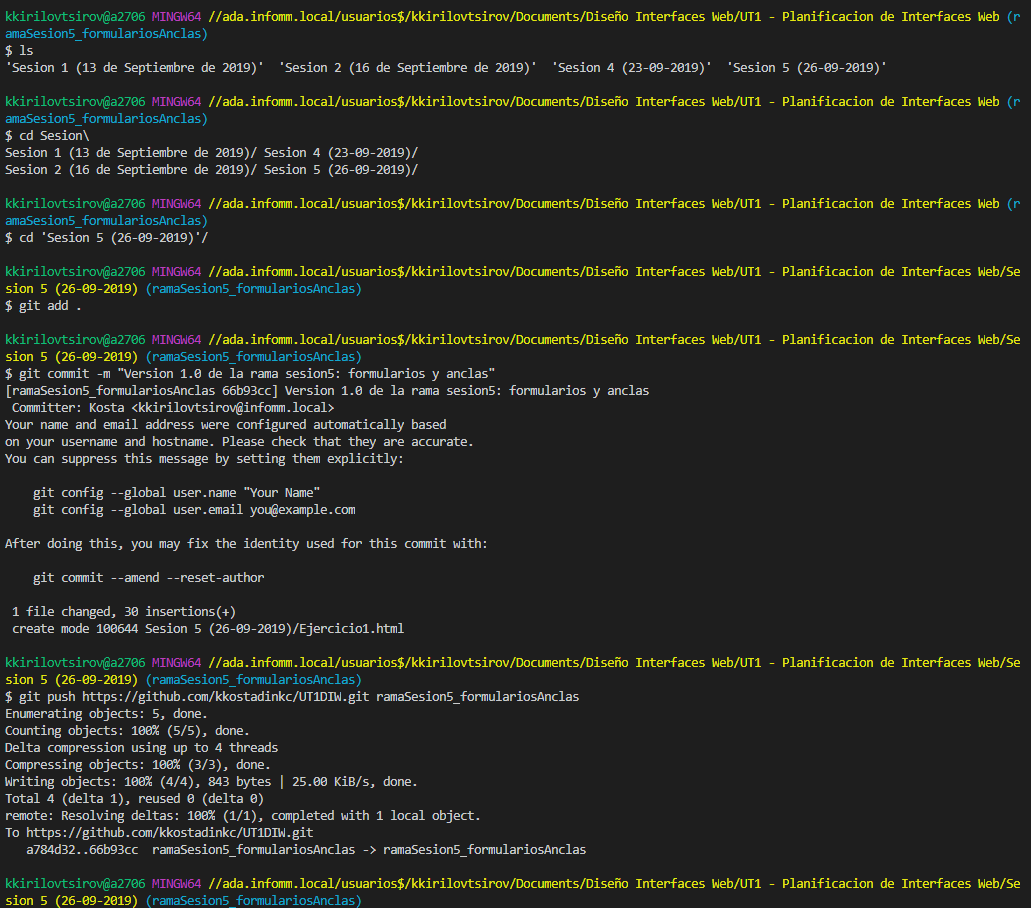 kkirilovtsirov@a2706 MINGW64 //ada.infomm.local/usuarios$/kkirilovtsirov/Documents/Diseño Interfaces Web/UT1 - Planificacion de Interfaces Web (r
amaSesion5_formulariosAnclas)
$ ls
'Sesion 1 (13 de Septiembre de 2019)'  'Sesion 2 (16 de Septiembre de 2019)'  'Sesion 4 (23-09-2019)'  'Sesion 5 (26-09-2019)'
kkirilovtsirov@a2706 MINGW64 //ada.infomm.local/usuarios$/kkirilovtsirov/Documents/Diseño Interfaces Web/UT1 - Planificacion de Interfaces Web (r
amaSesion5_formulariosAnclas)
$ cd Sesion\
Sesion 1 (13 de Septiembre de 2019)/ Sesion 4 (23-09-2019)/
Sesion 2 (16 de Septiembre de 2019)/ Sesion 5 (26-09-2019)/
kkirilovtsirov@a2706 MINGW64 //ada.infomm.local/usuarios$/kkirilovtsirov/Documents/Diseño Interfaces Web/UT1 - Planificacion de Interfaces Web (r
amaSesion5_formulariosAnclas)
$ cd 'Sesion 5 (26-09-2019)'/
kkirilovtsirov@a2706 MINGW64 //ada.infomm.local/usuarios$/kkirilovtsirov/Documents/Diseño Interfaces Web/UT1 - Planificacion de Interfaces Web/Se
sion 5 (26-09-2019) (ramaSesion5_formulariosAnclas)
$ git add .
kkirilovtsirov@a2706 MINGW64 //ada.infomm.local/usuarios$/kkirilovtsirov/Documents/Diseño Interfaces Web/UT1 - Planificacion de Interfaces Web/Se
sion 5 (26-09-2019) (ramaSesion5_formulariosAnclas)
$ git commit -m "Version 1.0 de la rama sesion5: formularios y anclas"
[ramaSesion5_formulariosAnclas 66b93cc] Version 1.0 de la rama sesion5: formularios y anclas
 Committer: Kosta <kkirilovtsirov@infomm.local>
Your name and email address were configured automatically based
on your username and hostname. Please check that they are accurate.
You can suppress this message by setting them explicitly:
    git config --global user.name "Your Name"
    git config --global user.email you@example.com
After doing this, you may fix the identity used for this commit with:
    git commit --amend --reset-author
 1 file changed, 30 insertions(+)
 create mode 100644 Sesion 5 (26-09-2019)/Ejercicio1.html
kkirilovtsirov@a2706 MINGW64 //ada.infomm.local/usuarios$/kkirilovtsirov/Documents/Diseño Interfaces Web/UT1 - Planificacion de Interfaces Web/Se
sion 5 (26-09-2019) (ramaSesion5_formulariosAnclas)
$ git push https://github.com/kkostadinkc/UT1DIW.git ramaSesion5_formulariosAnclas
Enumerating objects: 5, done.
Counting objects: 100% (5/5), done.
Delta compression using up to 4 threads
Compressing objects: 100% (3/3), done.
Writing objects: 100% (4/4), 843 bytes | 25.00 KiB/s, done.
Total 4 (delta 1), reused 0 (delta 0)
remote: Resolving deltas: 100% (1/1), completed with 1 local object.
To https://github.com/kkostadinkc/UT1DIW.git
   a784d32..66b93cc  ramaSesion5_formulariosAnclas -> ramaSesion5_formulariosAnclas
kkirilovtsirov@a2706 MINGW64 //ada.infomm.local/usuarios$/kkirilovtsirov/Documents/Diseño Interfaces Web/UT1 - Planificacion de Interfaces Web/Se
sion 5 (26-09-2019) (ramaSesion5_formulariosAnclas)